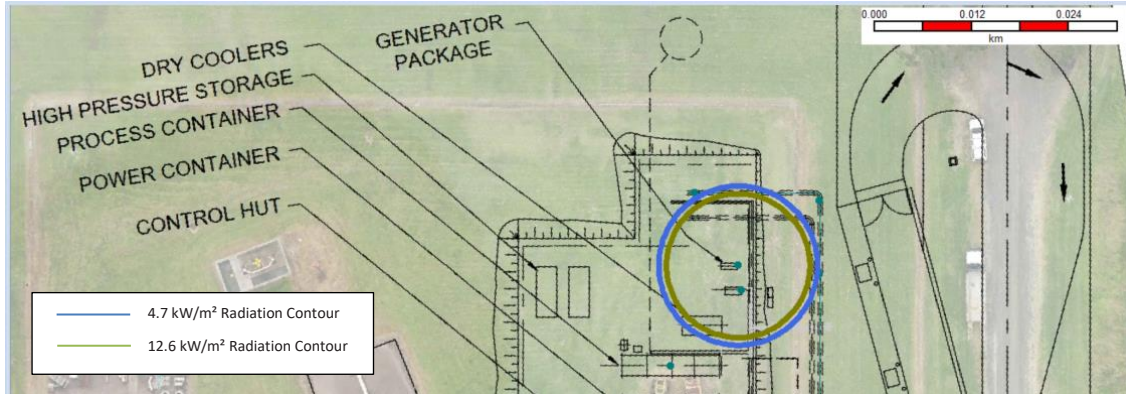 0.000
0.012
0.024
km
GENERATOR
PACKAGE
DRY COOLERS
HIGH PRESSURE STORAGE
PROCESS CONTAINER
POWER CONTAINER
CONTROL HUT
4.7 kW/m² Radiation Contour
12.6 kW/m² Radiation Contour